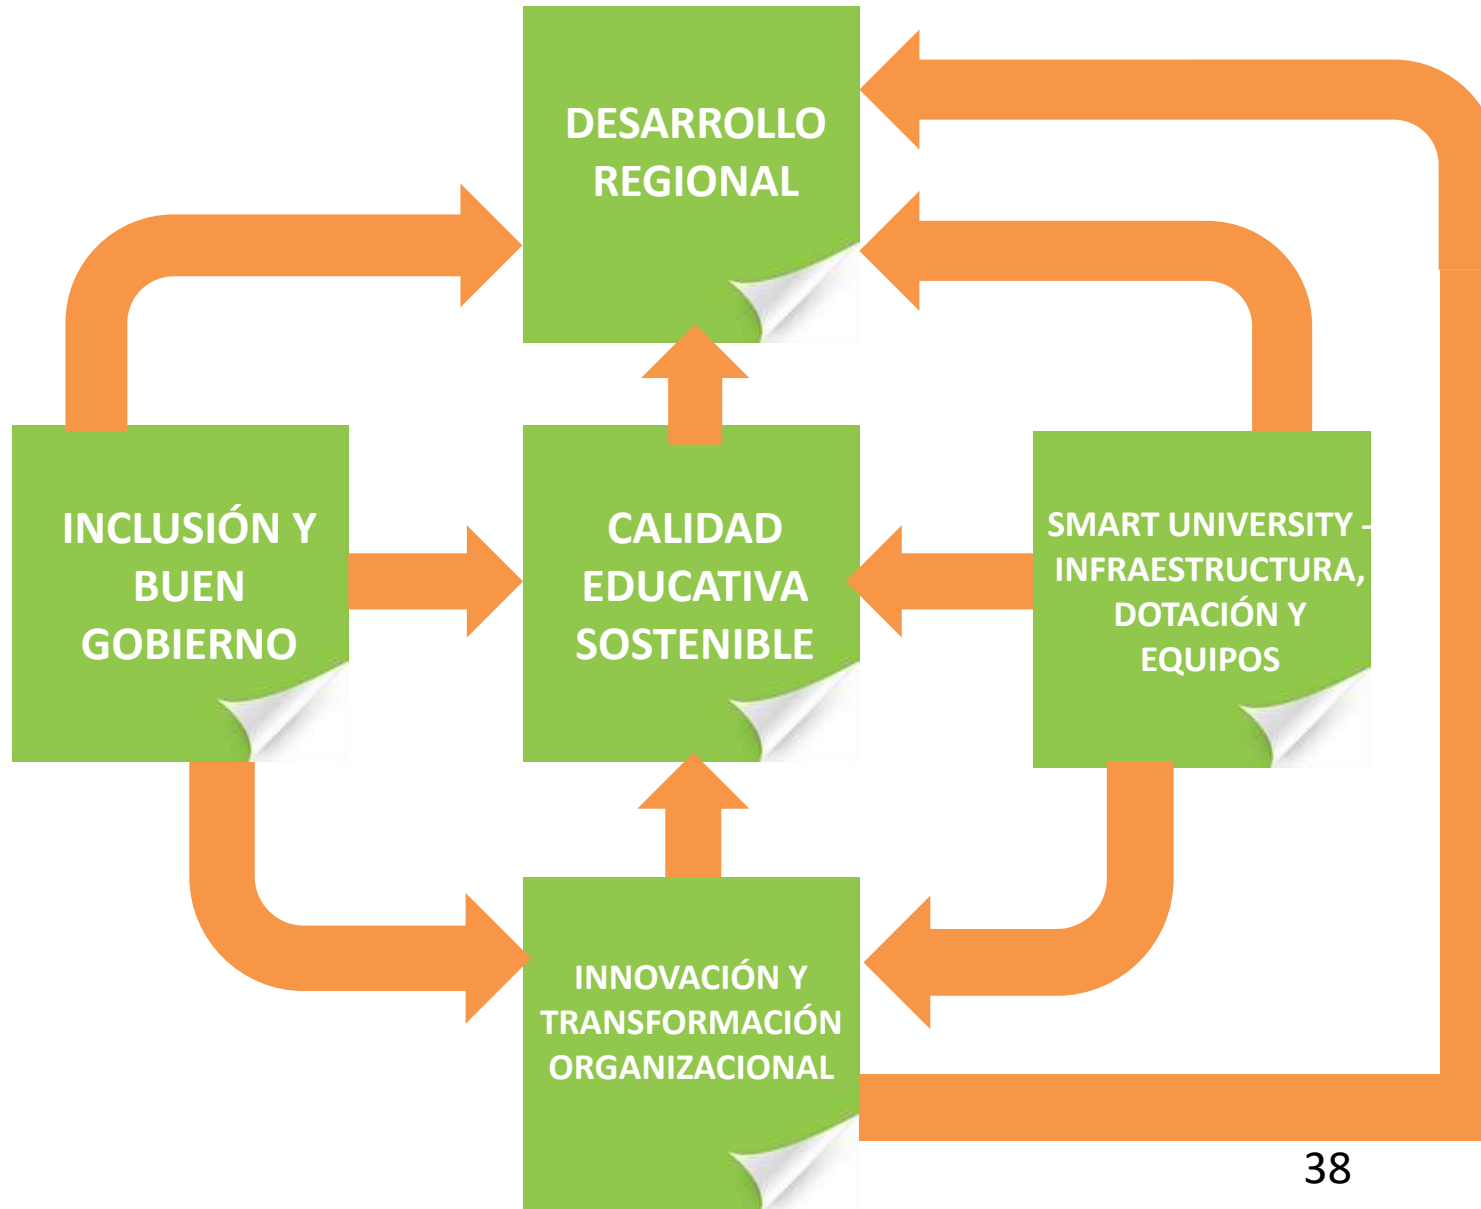 DESARROLLO
REGIONAL
INCLUSIÓN Y
BUEN
GOBIERNO
CALIDAD
EDUCATIVA
SOSTENIBLE
SMART UNIVERSITY -
INFRAESTRUCTURA,
DOTACIÓN Y
EQUIPOS
INNOVACIÓN Y
TRANSFORMACIÓN
ORGANIZACIONAL
38